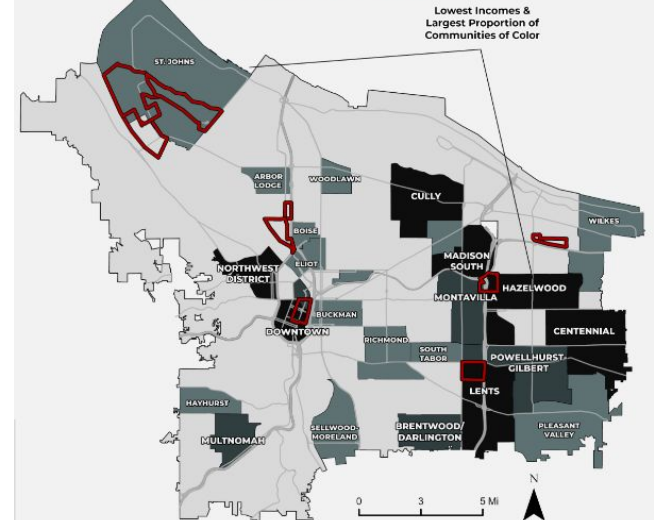 Lowest Incomes &
Largest Proportion of
Communities of Color
ST. JOHNS
ARBOR
LODGE
WOODLAWN
CULLY
WILKES
BOISE
ELIOT
NORTHWEST
DISTRICT
MADISON
SOUTH
MONTAVILLA
HAZELWOOD
BUCKMAN
DOWNTOWN
CENTENNIAL
RICHMOND
SOUTH
TABOR
POWELLHURST-
GILBERT
LENTS
HAYHURST
MULTNOMAH
SELLWOOD-
MORELAND
BRENTWOOD/
DARLINGTON
PLEASANT
VALLEY
N
0 3 5 Mi